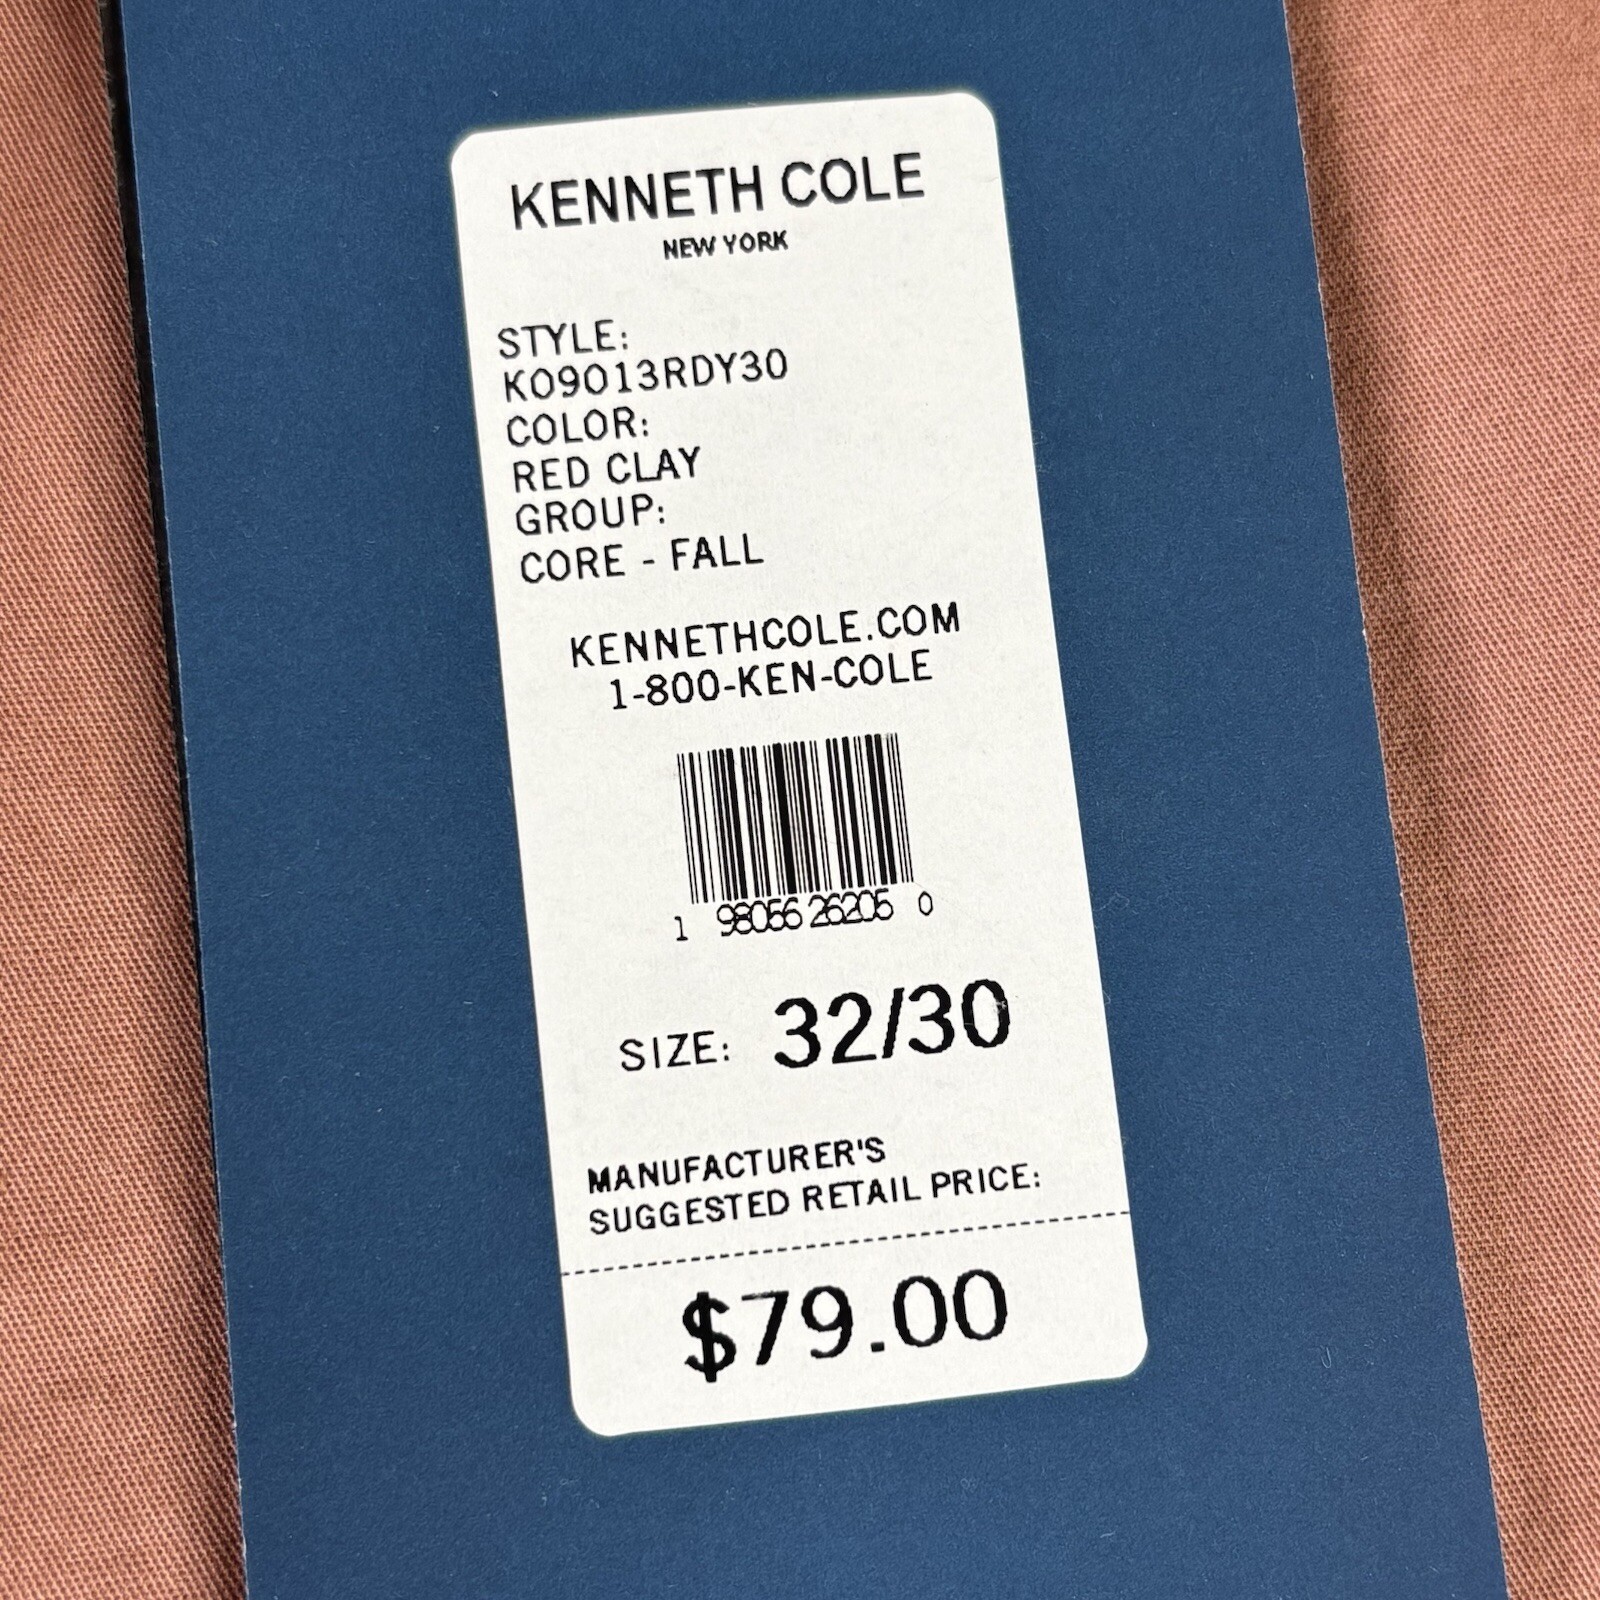 KENNETH COLE
NEW YORK
STYLE:
K09013RDY30
COLOR:
RED CLAY
GROUP:
CORE - FALL
KENNETHCOLE.COM
1-800-KEN-COLE
1 98056 26205 0
SIZE: 32/30
MANUFACTURER'S
SUGGESTED RETAIL PRICE:
$79.00